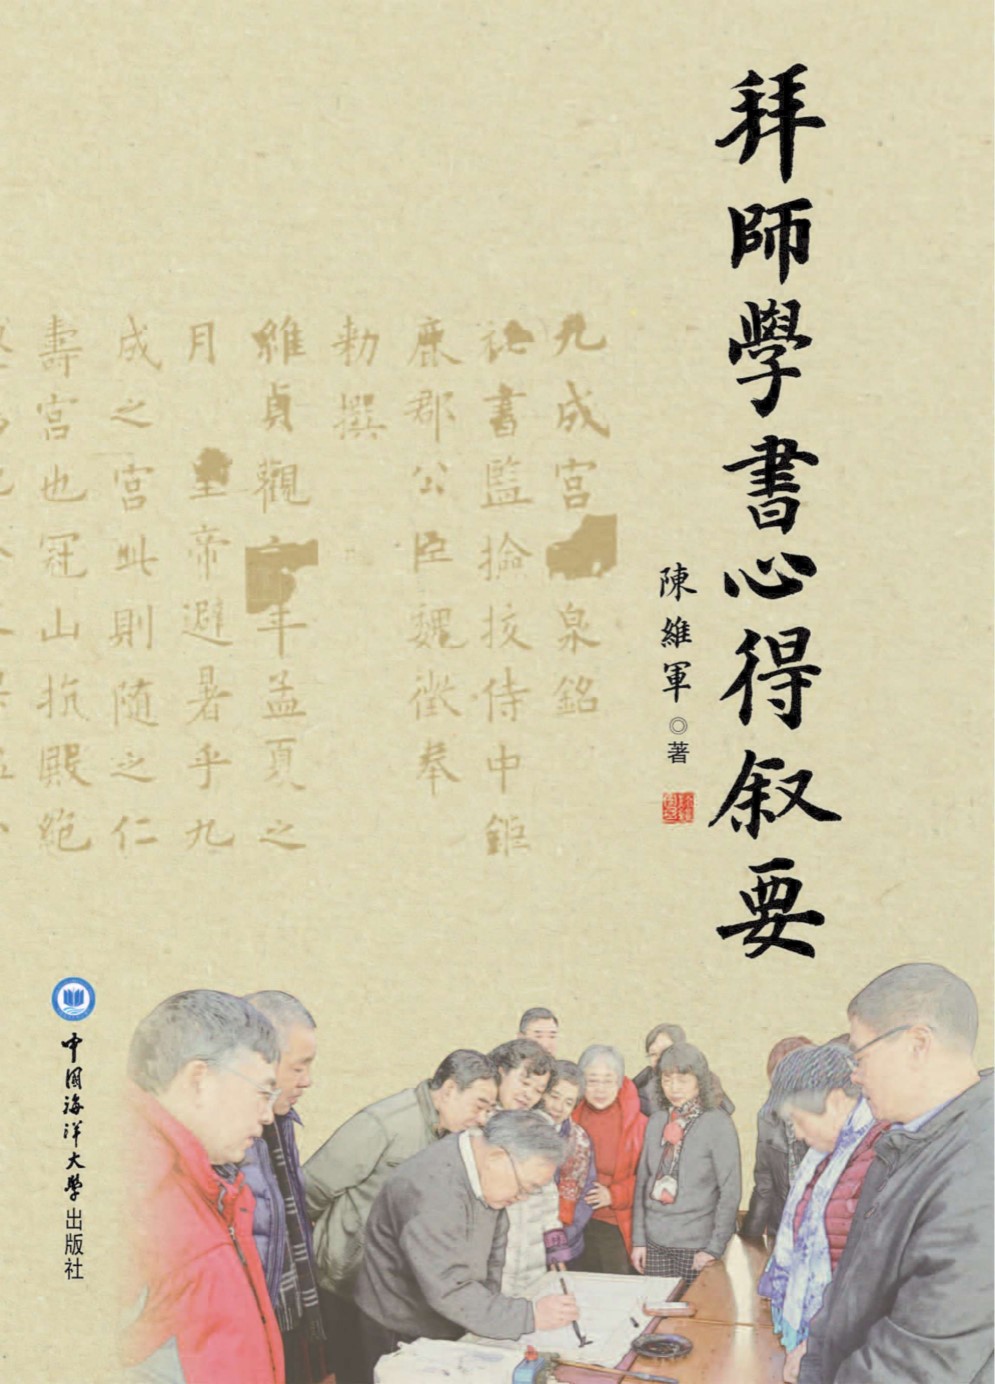 拜師學書心得叙要
陳維軍◎著
九成宮泉銘
祕書監撿挍侍中鉅
鹿郡公臣魏徵奉
勑撰
維貞觀年孟夏之
月皇帝避暑乎九
成之宮此則隨之仁
壽宮也冠山抗殿絶
中国海洋大學出版社